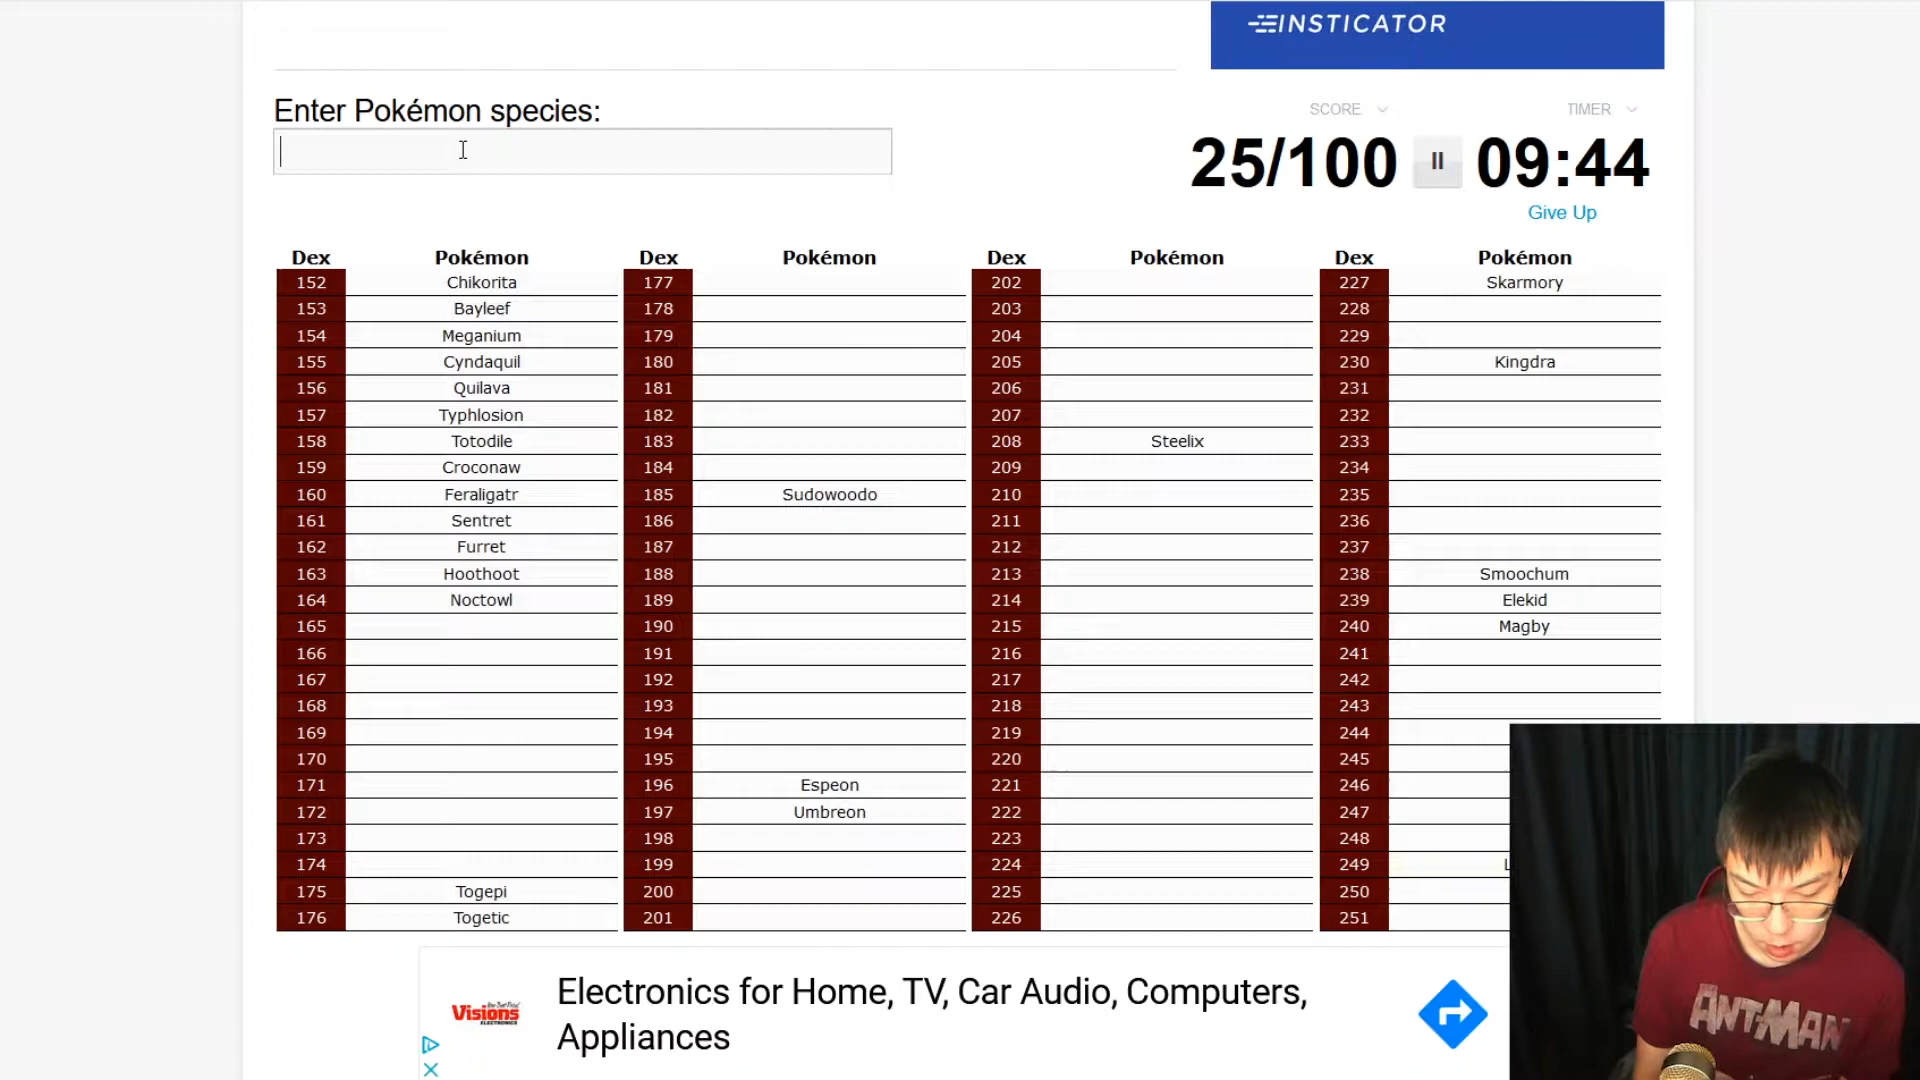 INSTICATOR
Enter Pokémon species:
SCORE
TIMER
25/100
09:44
Give Up
Dex Pokémon Dex Pokémon Dex Pokémon Dex Pokémon
152 Chikorita 177 202 227 Skarmory
153 Bayleef 178 203 228
154 Meganium 179 204 229
155 Cyndaquil 180 205 230 Kingdra
156 Quilava 181 206 231
157 Typhlosion 182 207 232
158 Totodile 183 208 Steelix 233
159 Croconaw 184 209 234
160 Feraligatr 185 Sudowoodo 210 235
161 Sentret 186 211 236
162 Furret 187 212 237
163 Hoothoot 188 213 238 Smoochum
164 Noctowl 189 214 239 Elekid
165 190 215 240 Magby
166 191 216 241
167 192 217 242
168 193 218 243
169 194 219 244
170 195 220 245
171 196 Espeon 221 246
172 197 Umbreon 222 247
173 198 223 248
174 199 224 249 L
175 Togepi 200 225 250
176 Togetic 201 226 251
Visions
ELECTRONICS
Electronics for Home, TV, Car Audio, Computers,
Appliances
ANT-MAN